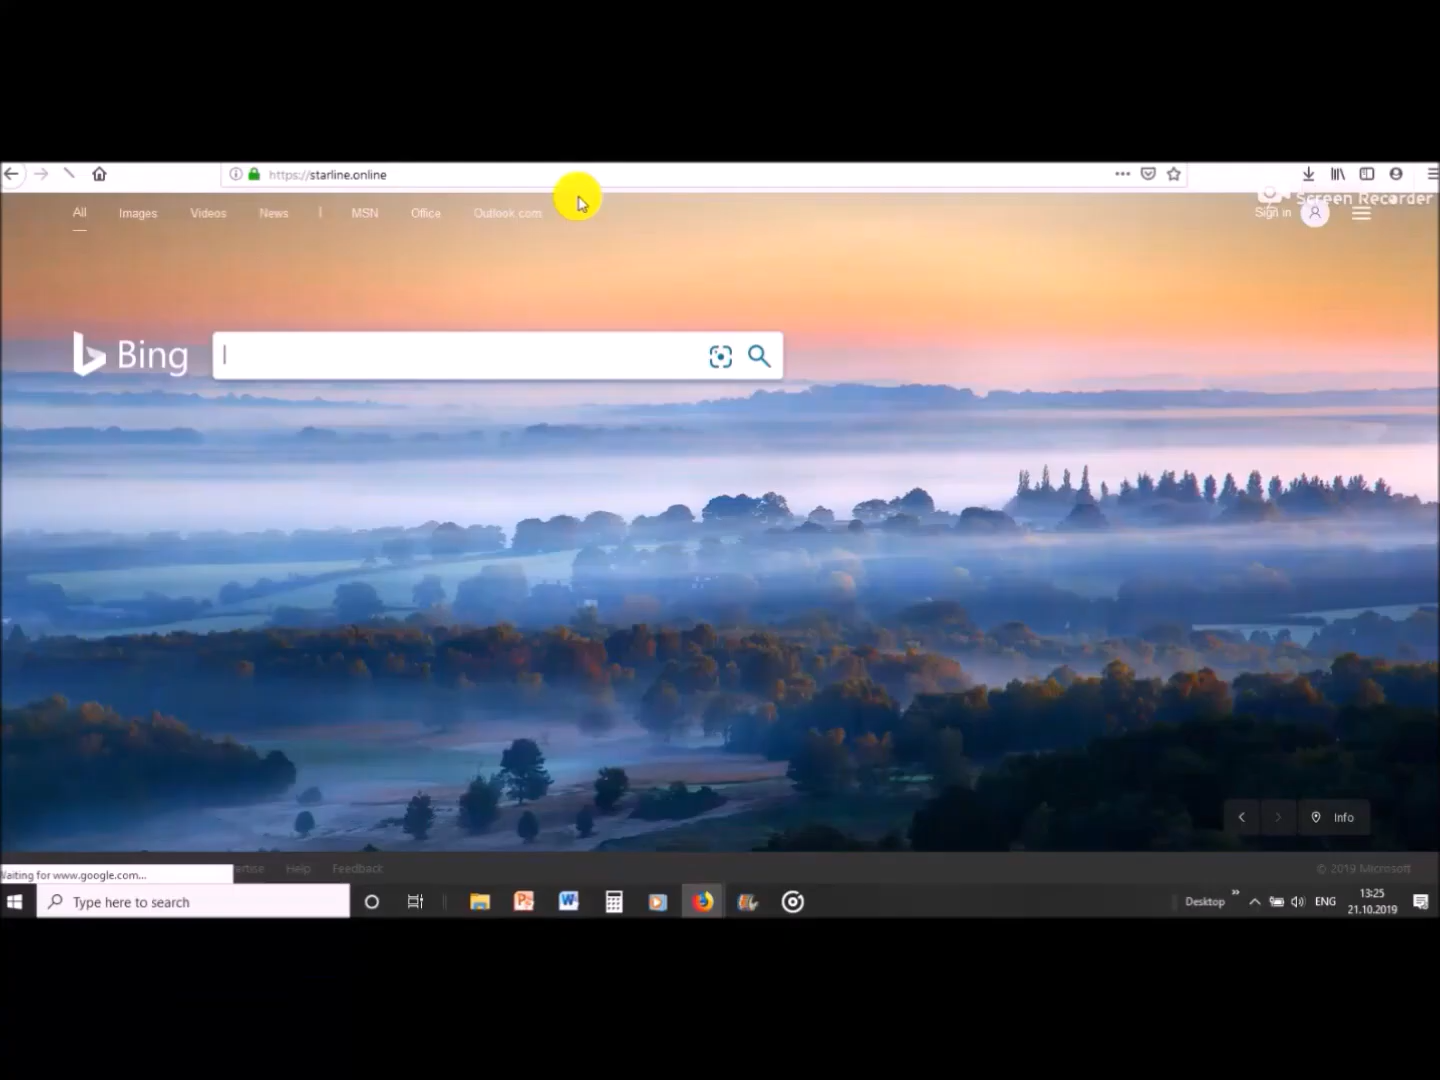 https://starline.online
Screen Recorder
All Images Videos News | MSN Office Outlook.com Sign in
Bing
Info
Help Feedback © 2019 Microsoft
Waiting for www.google.com...
Type here to search
Desktop ENG 13:25
21.10.2019